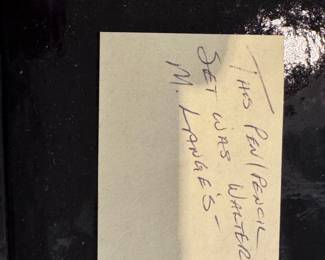 THIS PEN/PENCIL
SET WAS WALTER
M. LANGE'S -